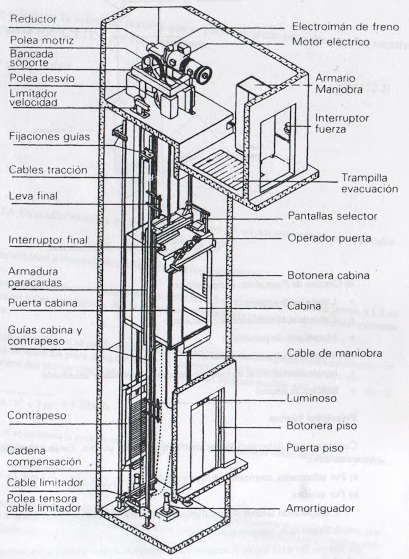 Reductor
Polea motriz
Bancada
soporte
Polea desvío
Limitador
velocidad
Fijaciones guías
Cables tracción
Leva final
Interruptor final
Armadura
paracaidas
Puerta cabina
Guías cabina y
contrapeso
Contrapeso
Cadena
compensación
Cable limitador
Polea tensora
cable limitador
Electroimán de freno
Motor eléctrico
Armario
Maniobra
Interruptor
fuerza
Trampilla
evacuación
Pantallas selector
Operador puerta
Botonera cabina
Cabina
Cable de maniobra
Luminoso
Botonera piso
Puerta piso
Amortiguador